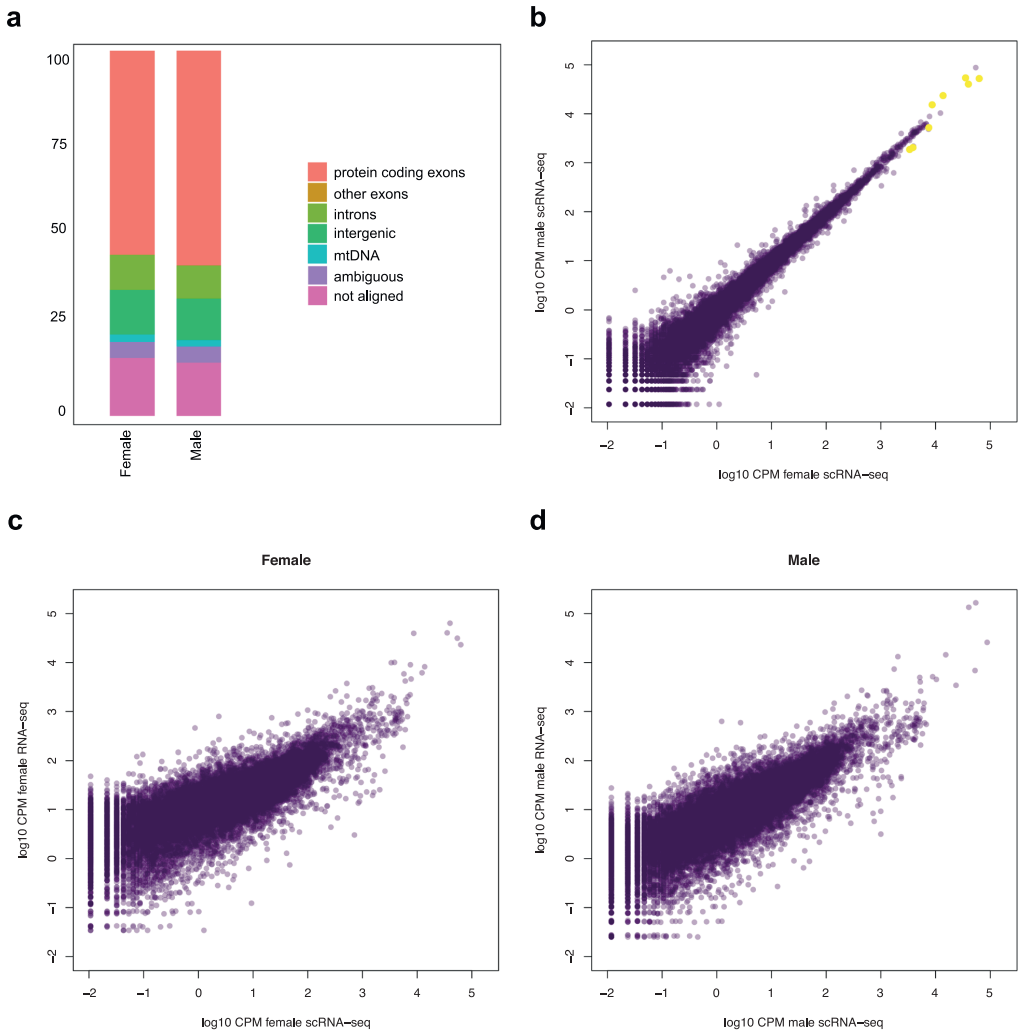 a
100
75
50
25
0
Female
Male
protein coding exons
other exons
introns
intergenic
mtDNA
ambiguous
not aligned
b
log10 CPM male scRNA−seq
5
4
3
2
1
0
−1
−2
−2 −1 0 1 2 3 4 5
log10 CPM female scRNA−seq
c
Female
log10 CPM female RNA−seq
5
4
3
2
1
0
−1
−2
−2 −1 0 1 2 3 4 5
log10 CPM female scRNA−seq
d
Male
log10 CPM male RNA−seq
5
4
3
2
1
0
−1
−2
−2 −1 0 1 2 3 4 5
log10 CPM male scRNA−seq